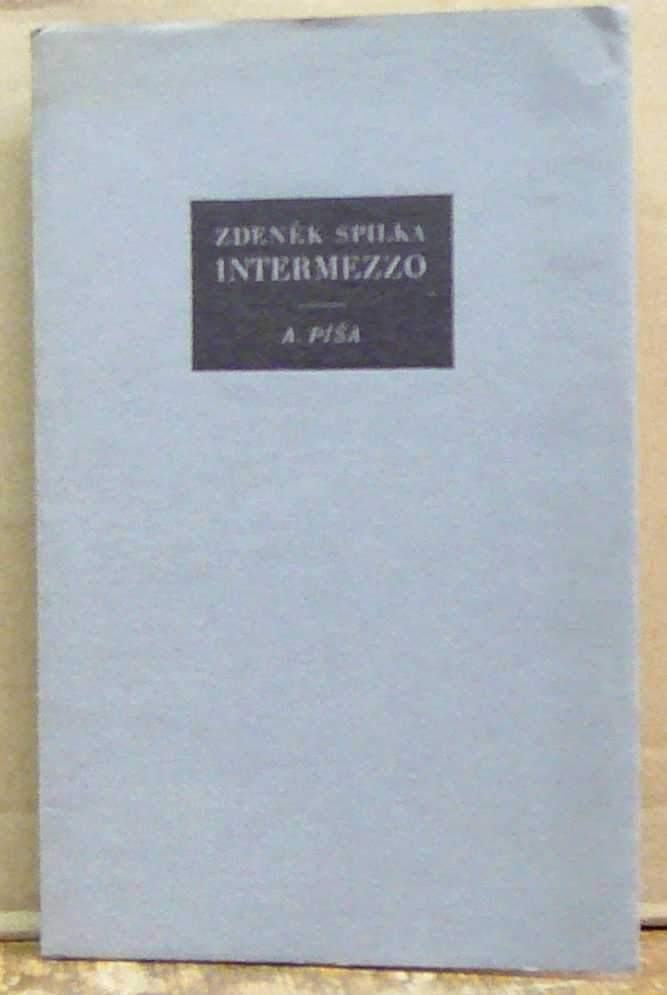 ZDENĚK SPILKA
INTERMEZZO
A. PÍŠA